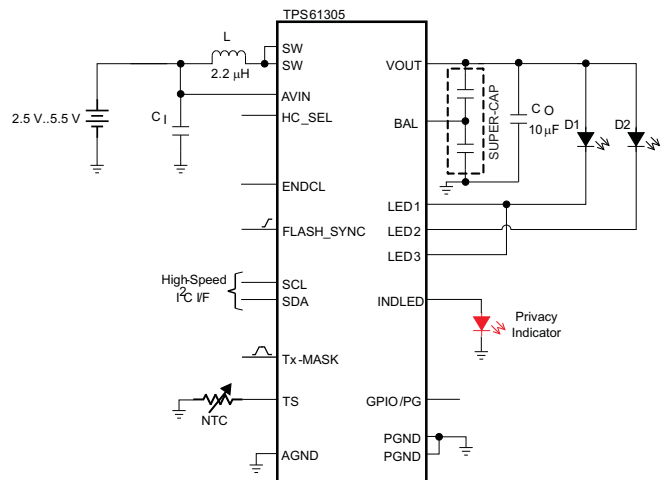 TPS61305
L
2.2 µH
SW
SW
AVIN
HC_SEL
C I
2.5 V..5.5 V
ENDCL
FLASH_SYNC
High-Speed
I2C I/F
SCL
SDA
Tx-MASK
TS
NTC
AGND
VOUT
BAL
SUPER-CAP
C O
10 µF
D1
D2
LED1
LED2
LED3
INDLED
Privacy
Indicator
GPIO/PG
PGND
PGND